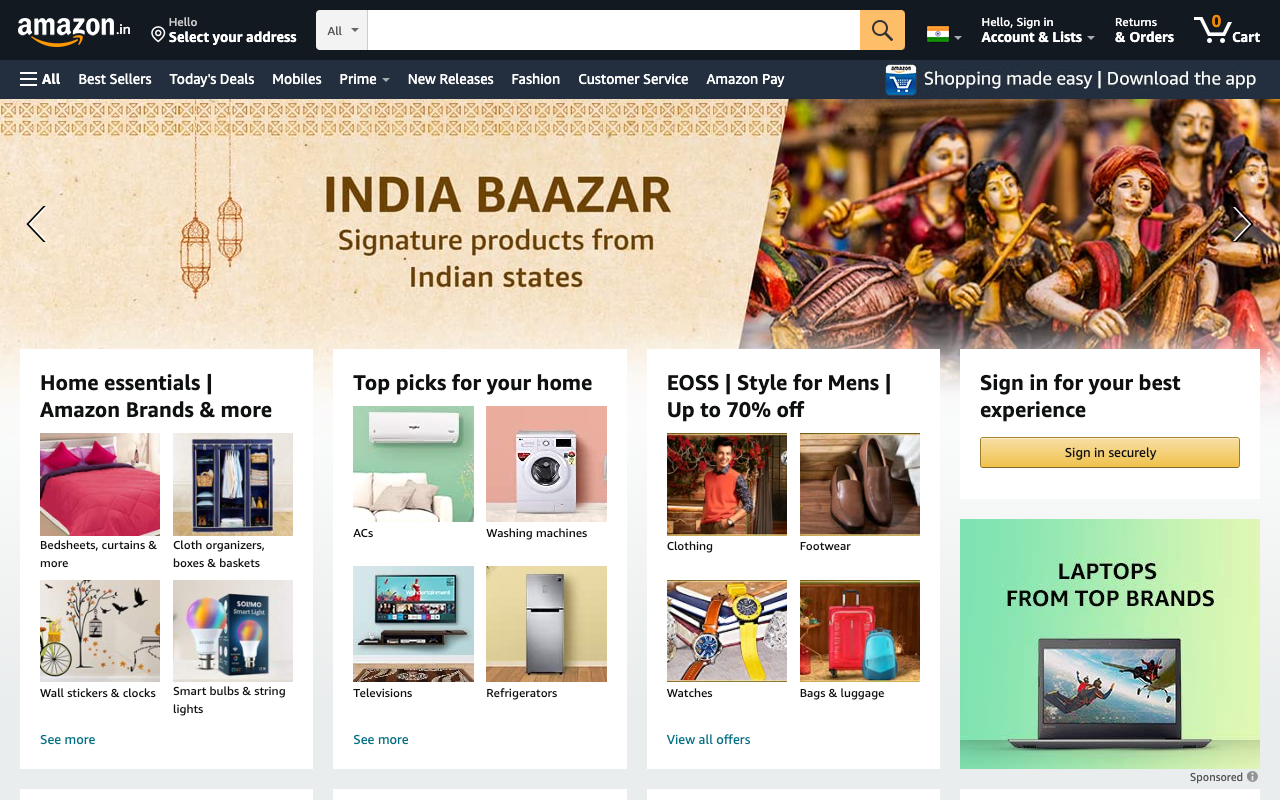 amazon.in
Hello
Select your address
All
Hello, Sign in
Account & Lists
Returns
& Orders
0
Cart
All
Best Sellers
Today's Deals
Mobiles
Prime
New Releases
Fashion
Customer Service
Amazon Pay
amazon
Shopping made easy | Download the app
INDIA BAAZAR
Signature products from
Indian states
Home essentials |
Amazon Brands & more
Bedsheets, curtains &
more
Cloth organizers,
boxes & baskets
SOLIMO
Smart Light
Wall stickers & clocks
Smart bulbs & string
lights
See more
Top picks for your home
ACs
Washing machines
Wondertainment
Televisions
Refrigerators
See more
EOSS | Style for Mens |
Up to 70% off
Clothing
Footwear
Watches
Bags & luggage
View all offers
Sign in for your best
experience
Sign in securely
LAPTOPS
FROM TOP BRANDS
Sponsored